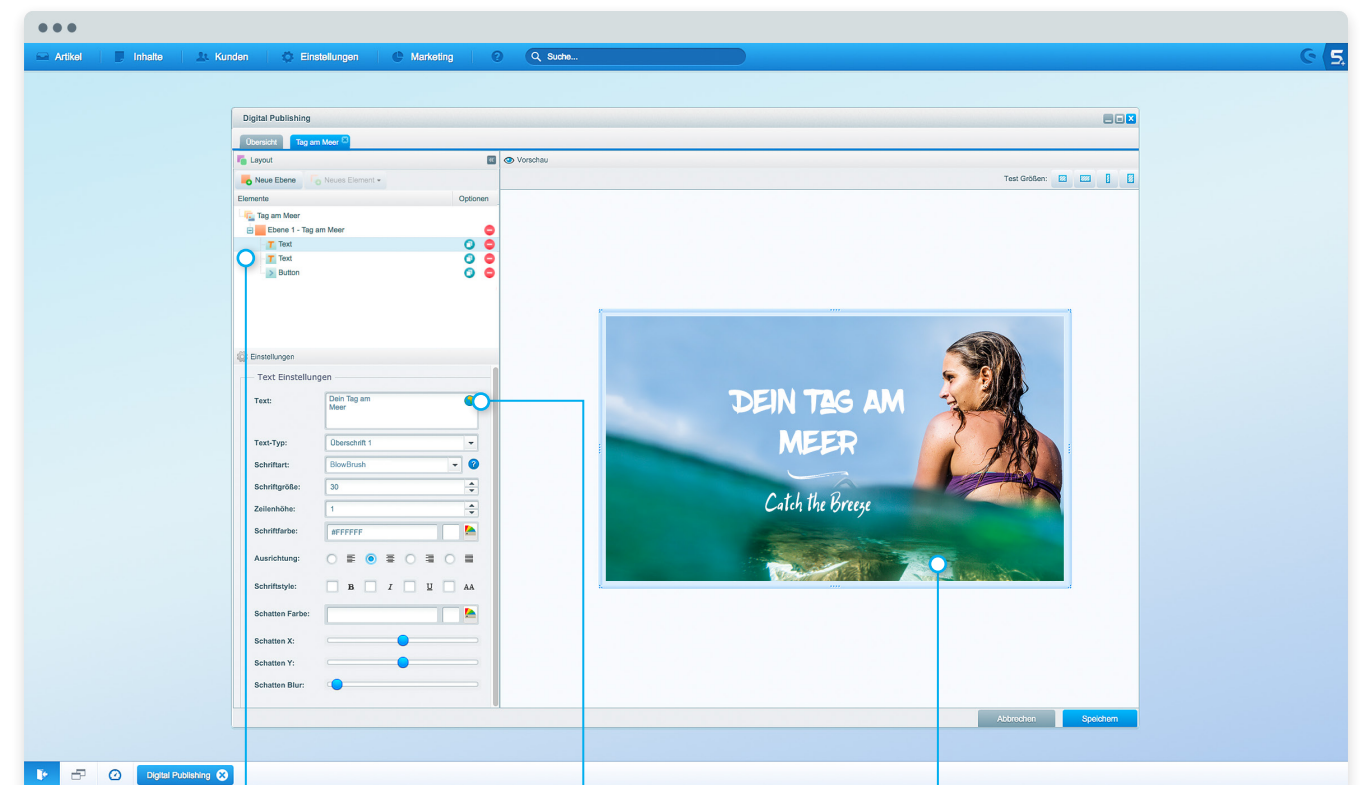 Artikel Inhalte Kunden Einstellungen Marketing ? Suche... 5+
Digital Publishing
Übersicht Tag am Meer
Layout
Neue Ebene Neues Element
Elemente Optionen
Tag am Meer
Ebene 1 - Tag am Meer
Text
Text
Button
Einstellungen
Text Einstellungen
Text: Dein Tag am
Meer
Text-Typ: Überschrift 1
Schriftart: BlowBrush ?
Schriftgröße: 30
Zeilenhöhe: 1
Schriftfarbe: #FFFFFF
Ausrichtung:
Schriftstyle: B I U AA
Schatten Farbe:
Schatten X:
Schatten Y:
Schatten Blur:
Vorschau
Test Größen:
DEIN TAG AM
MEER
Catch the Breeze
Abbrechen Speichern
Digital Publishing